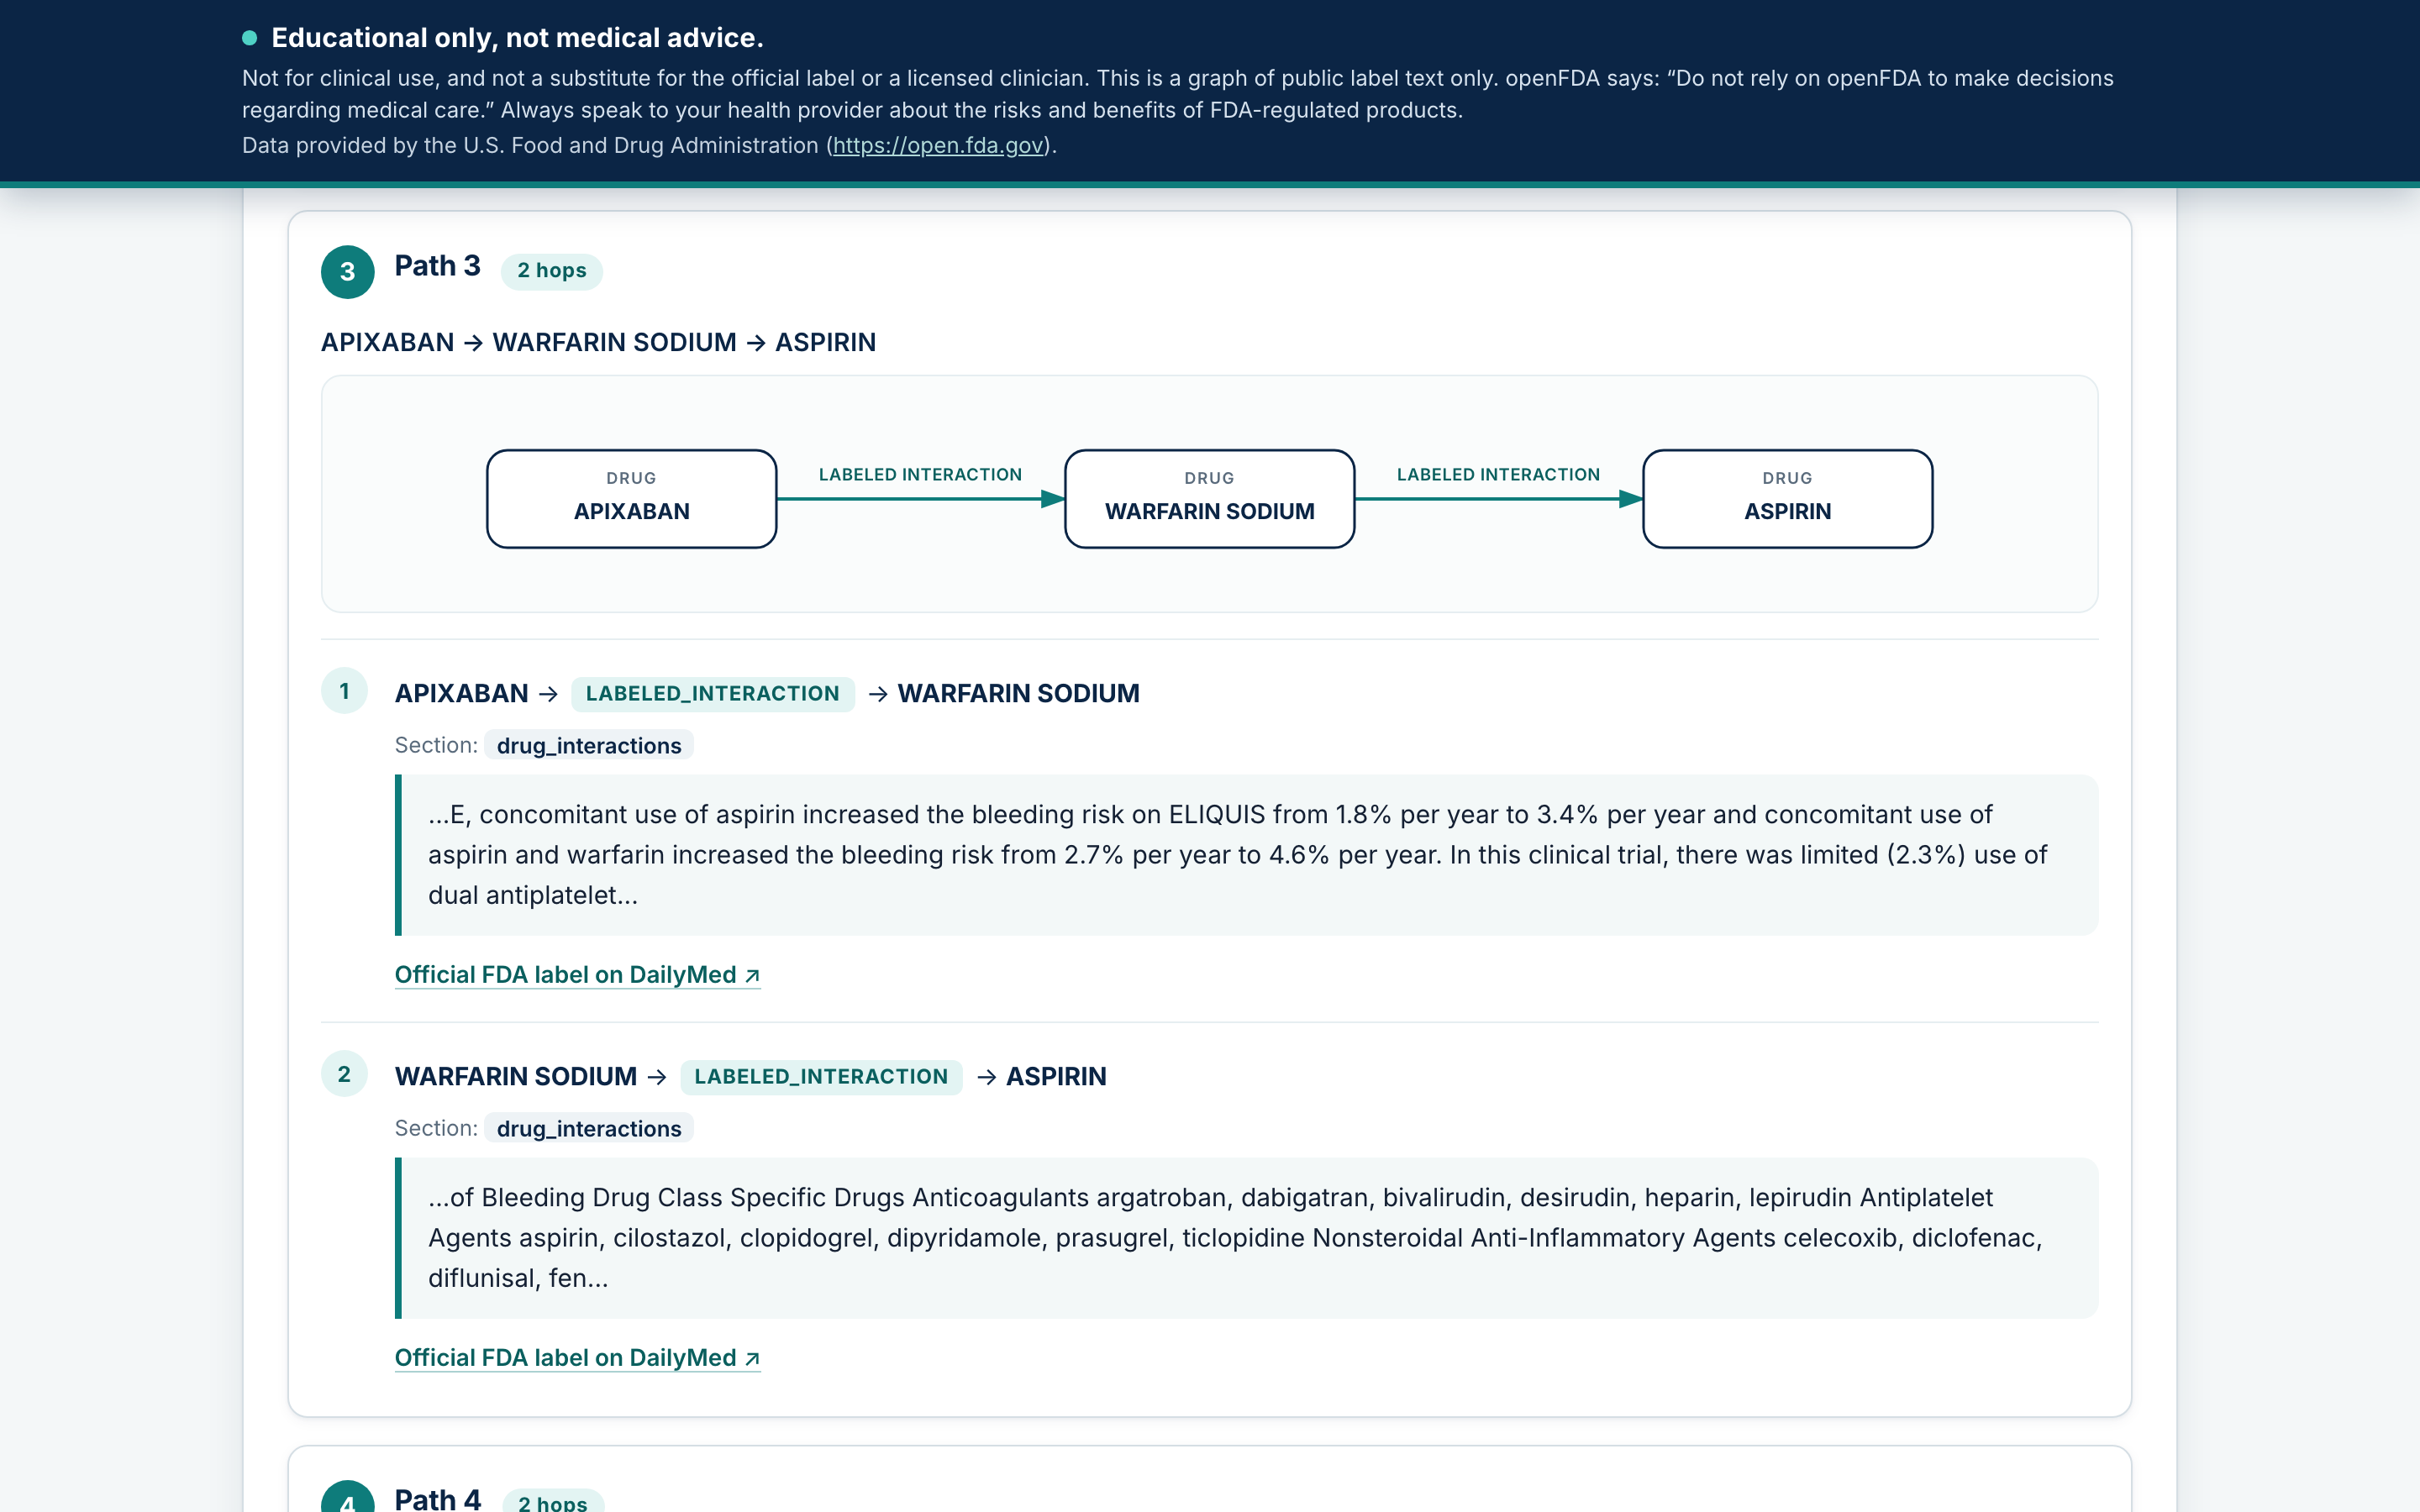 Educational only, not medical advice.
Not for clinical use, and not a substitute for the official label or a licensed clinician. This is a graph of public label text only. openFDA says: “Do not rely on openFDA to make decisions
regarding medical care.” Always speak to your health provider about the risks and benefits of FDA-regulated products.
Data provided by the U.S. Food and Drug Administration (https://open.fda.gov).
3 Path 3 2 hops
APIXABAN → WARFARIN SODIUM → ASPIRIN
DRUG
APIXABAN
LABELED INTERACTION
DRUG
WARFARIN SODIUM
LABELED INTERACTION
DRUG
ASPIRIN
1 APIXABAN → LABELED_INTERACTION → WARFARIN SODIUM
Section: drug_interactions
…E, concomitant use of aspirin increased the bleeding risk on ELIQUIS from 1.8% per year to 3.4% per year and concomitant use of
aspirin and warfarin increased the bleeding risk from 2.7% per year to 4.6% per year. In this clinical trial, there was limited (2.3%) use of
dual antiplatelet…
Official FDA label on DailyMed ↗
2 WARFARIN SODIUM → LABELED_INTERACTION → ASPIRIN
Section: drug_interactions
…of Bleeding Drug Class Specific Drugs Anticoagulants argatroban, dabigatran, bivalirudin, desirudin, heparin, lepirudin Antiplatelet
Agents aspirin, cilostazol, clopidogrel, dipyridamole, prasugrel, ticlopidine Nonsteroidal Anti-Inflammatory Agents celecoxib, diclofenac,
diflunisal, fen…
Official FDA label on DailyMed ↗
4 Path 4 2 hops